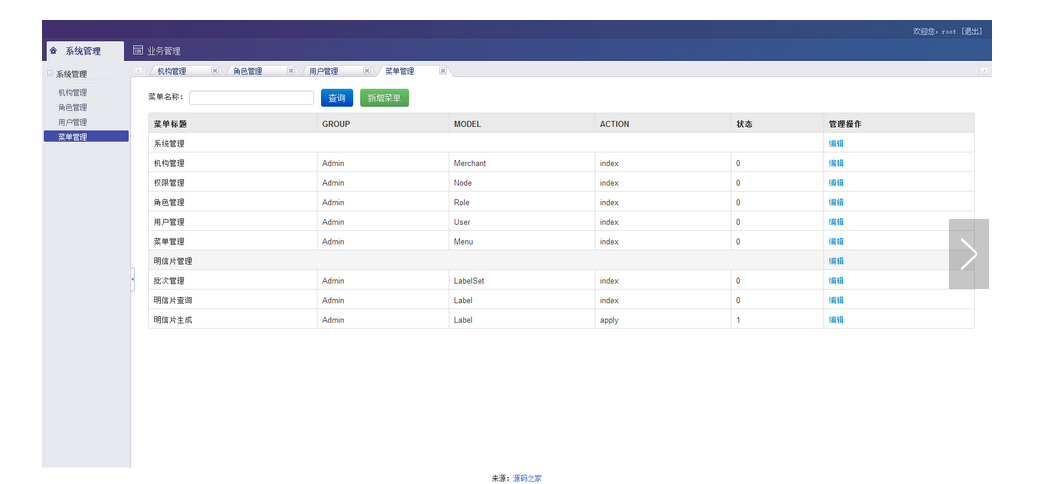 欢迎您，root [退出]
系统管理 业务管理
系统管理
机构管理
角色管理
用户管理
菜单管理
机构管理 角色管理 用户管理 菜单管理
菜单名称： 查询 新增菜单
菜单标题 GROUP MODEL ACTION 状态 管理操作
系统管理 编辑
机构管理 Admin Merchant index 0 编辑
权限管理 Admin Node index 0 编辑
角色管理 Admin Role index 0 编辑
用户管理 Admin User index 0 编辑
菜单管理 Admin Menu index 0 编辑
明信片管理 编辑
批次管理 Admin LabelSet index 0 编辑
明信片查询 Admin Label index 0 编辑
明信片生成 Admin Label apply 1 编辑
来源：源码之家